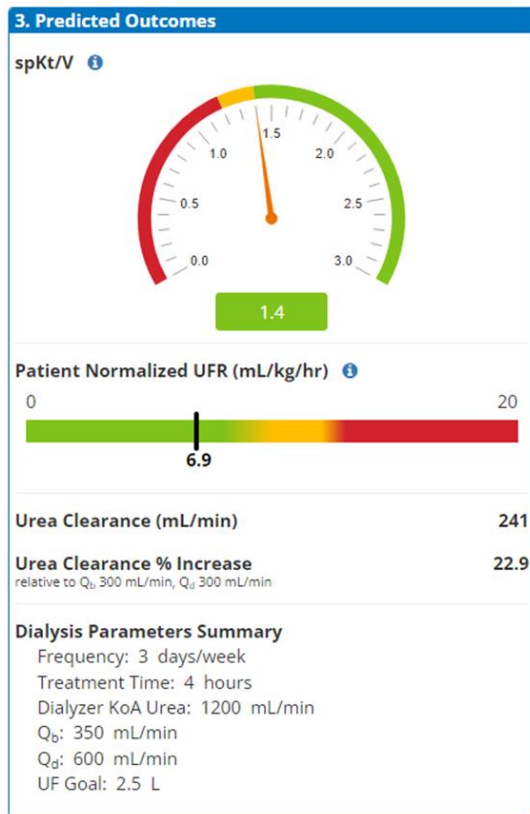 3. Predicted Outcomes
spKt/V
0.0
0.5
1.0
1.5
2.0
2.5
3.0
1.4
Patient Normalized UFR (mL/kg/hr)
0 20
6.9
Urea Clearance (mL/min) 241
Urea Clearance % Increase 22.9
relative to Qb 300 mL/min, Qd 300 mL/min
Dialysis Parameters Summary
Frequency: 3 days/week
Treatment Time: 4 hours
Dialyzer KoA Urea: 1200 mL/min
Qb: 350 mL/min
Qd: 600 mL/min
UF Goal: 2.5 L